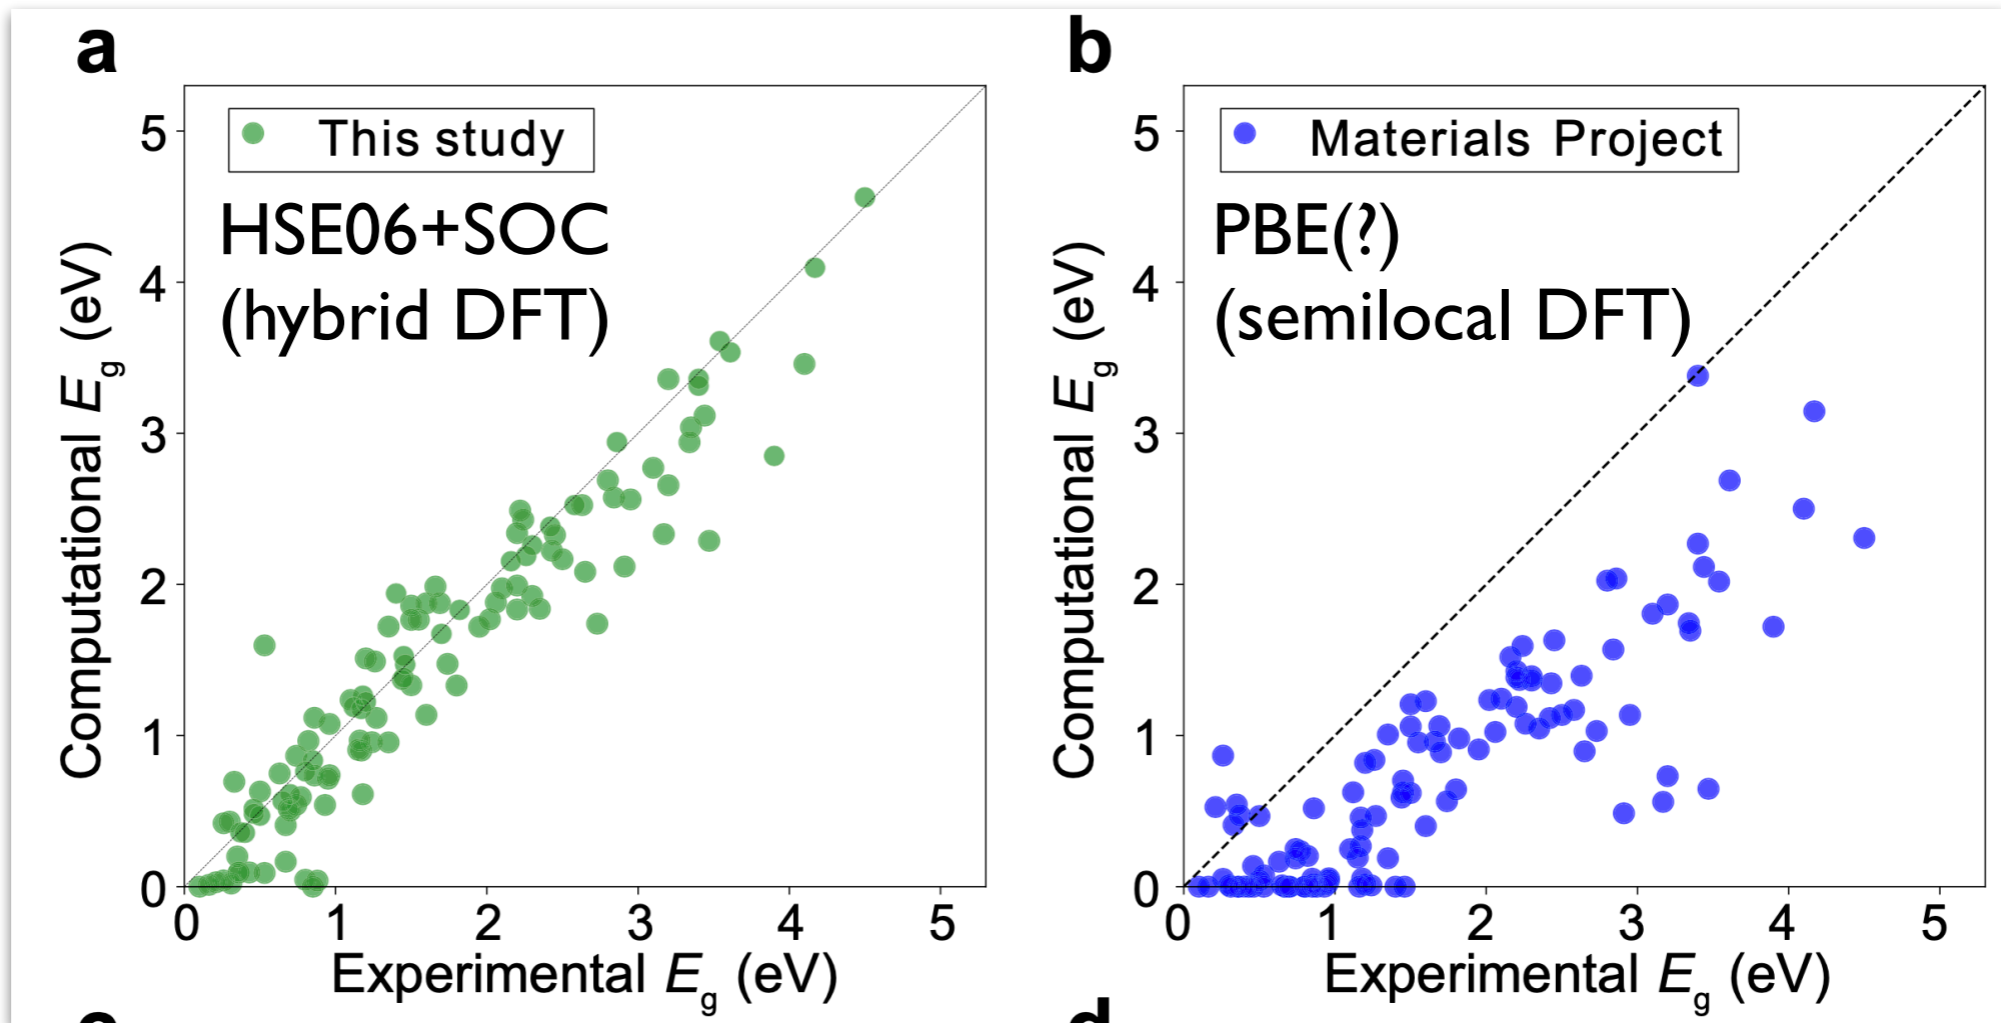 a
5
4
3
2
1
0
This study
HSE06+SOC
(hybrid DFT)
Computational Eg (eV)
0 1 2 3 4 5
Experimental Eg (eV)
b
5
4
3
2
1
0
Materials Project
PBE(?)
(semilocal DFT)
Computational Eg (eV)
0 1 2 3 4 5
Experimental Eg (eV)